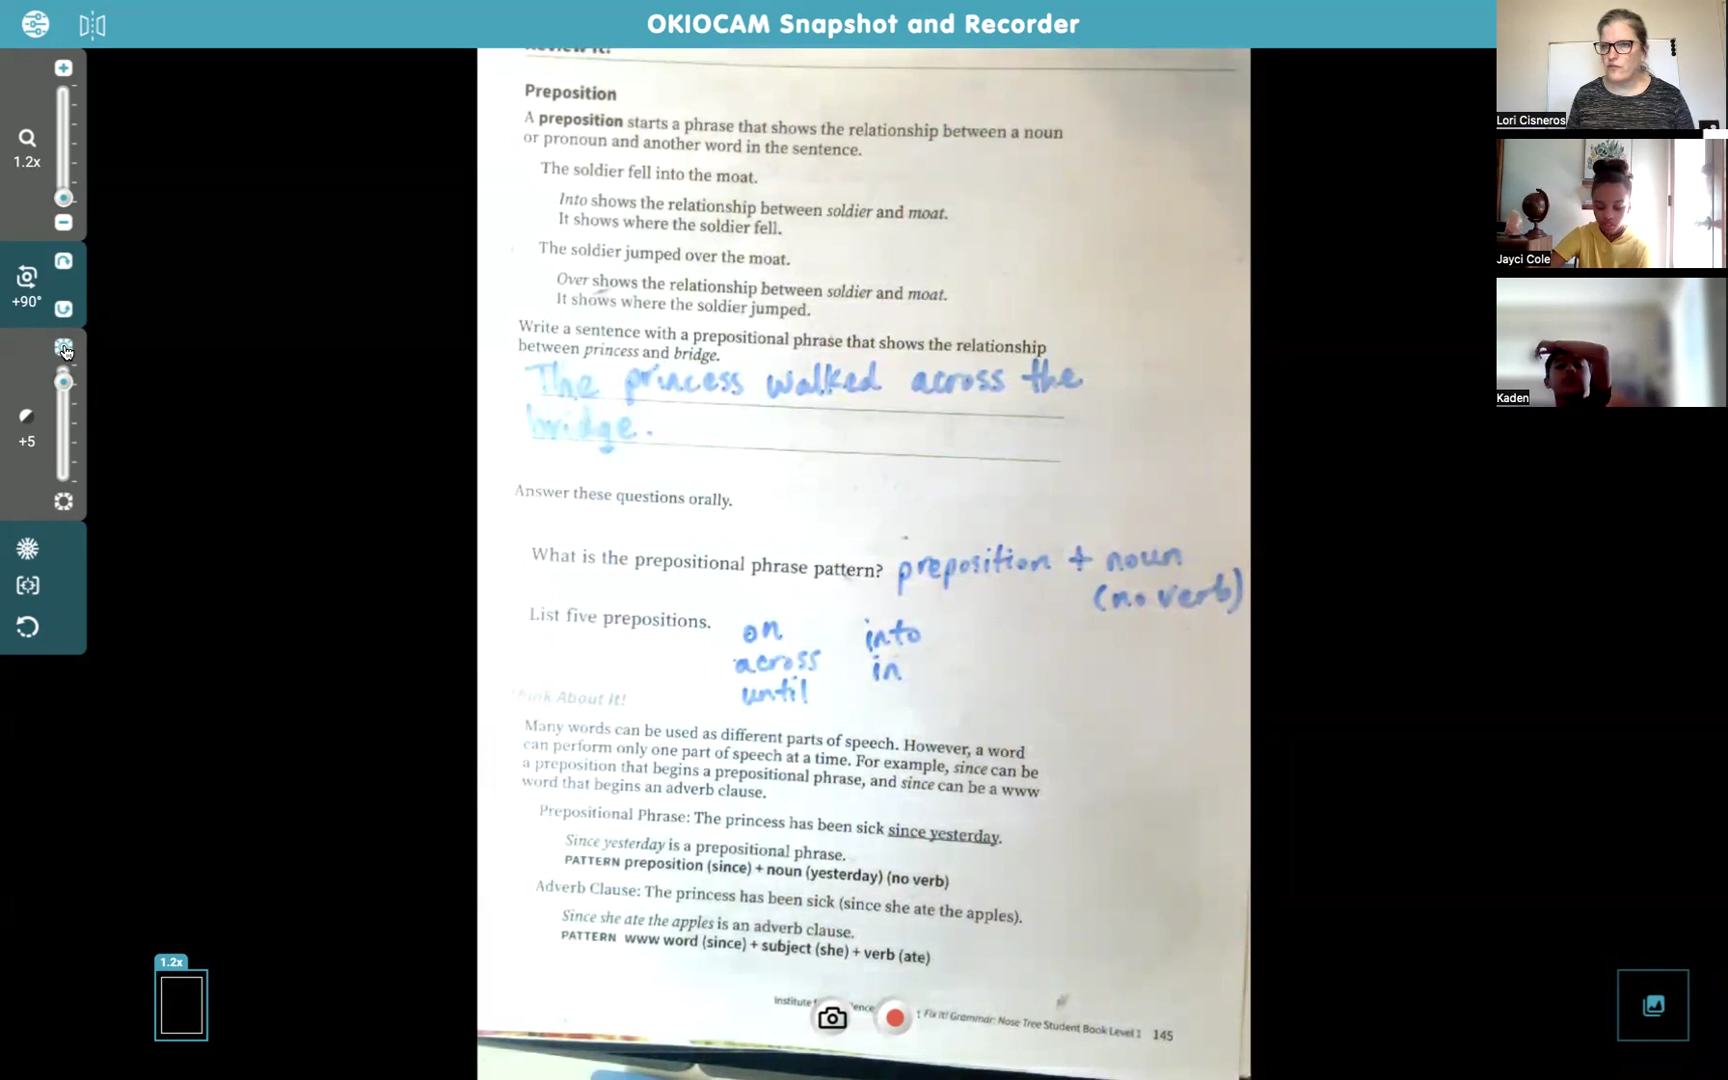 OKIOCAM Snapshot and Recorder
1.2x
+90°
+5
1.2x
Lori Cisneros
Jayci Cole
Kaden
Review It!
Preposition
A preposition starts a phrase that shows the relationship between a noun
or pronoun and another word in the sentence.
The soldier fell into the moat.
Into shows the relationship between soldier and moat.
It shows where the soldier fell.
The soldier jumped over the moat.
Over shows the relationship between soldier and moat.
It shows where the soldier jumped.
Write a sentence with a prepositional phrase that shows the relationship
between princess and bridge.
The princess walked across the
bridge.
Answer these questions orally.
What is the prepositional phrase pattern? preposition + noun
(no verb)
List five prepositions.
on into
across in
until
Think About It!
Many words can be used as different parts of speech. However, a word
can perform only one part of speech at a time. For example, since can be
a preposition that begins a prepositional phrase, and since can be a www
word that begins an adverb clause.
Prepositional Phrase: The princess has been sick since yesterday.
Since yesterday is a prepositional phrase.
PATTERN preposition (since) + noun (yesterday) (no verb)
Adverb Clause: The princess has been sick (since she ate the apples).
Since she ate the apples is an adverb clause.
PATTERN www word (since) + subject (she) + verb (ate)
Institute Fix It! Grammar: Nose Tree Student Book Level 1 145